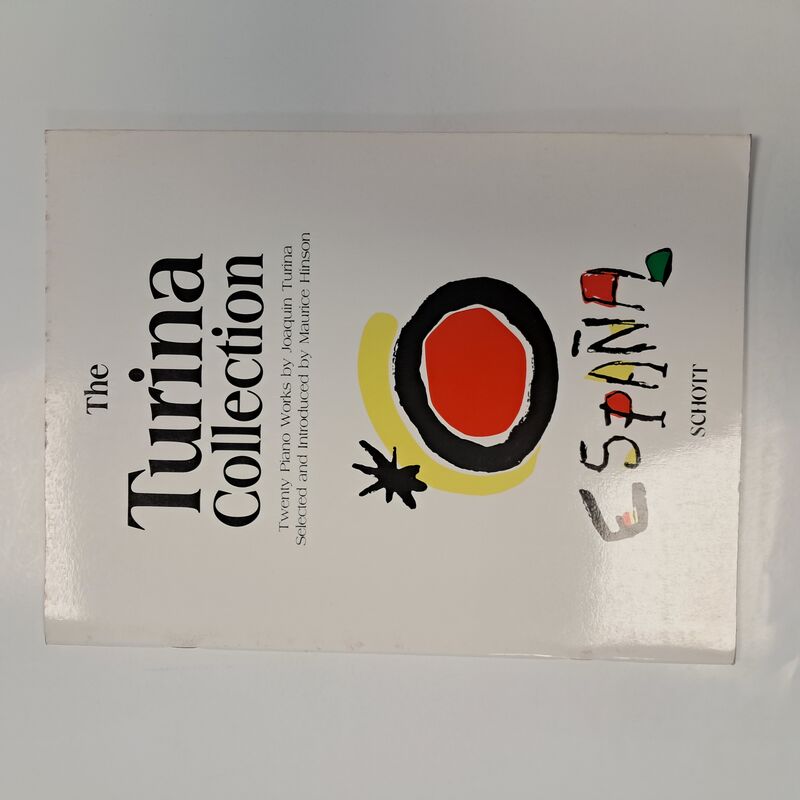 The
Turina
Collection
Twenty Piano Works by Joaquin Turina
Selected and Introduced by Maurice Hinson
ESPAÑA
SCHOTT